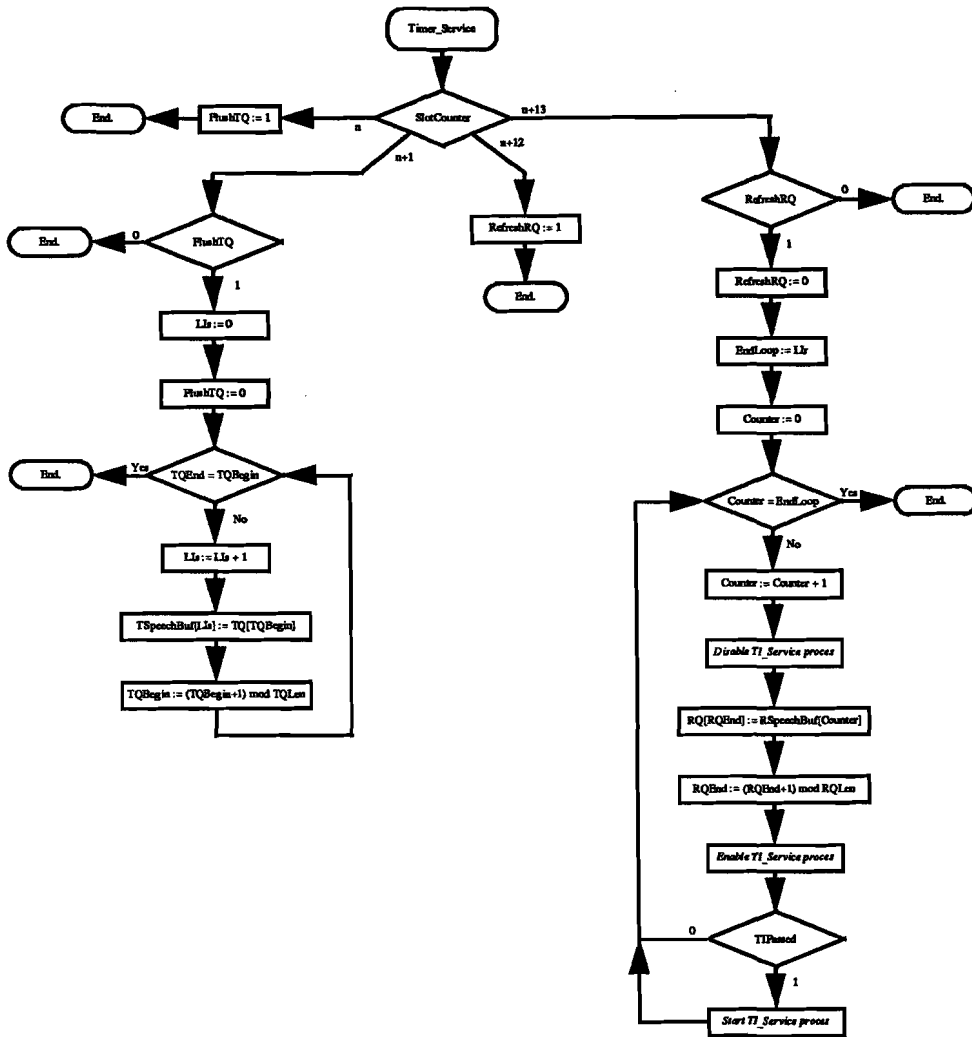 Timer_Service
SlotCounter
n
FlushTQ := 1
End.
n+1
n+12
n+13
FlushTQ
0
End.
1
LIs := 0
FlushTQ := 0
TQEnd = TQBegin
Yes
End.
No
LIs := LIs + 1
TSpeechBuf[LIs] := TQ[TQBegin]
TQBegin := (TQBegin+1) mod TQLen
RefreshRQ := 1
End.
RefreshRQ
0
End.
1
RefreshRQ := 0
EndLoop := LIr
Counter := 0
Counter = EndLoop
Yes
End.
No
Counter := Counter + 1
Disable TI_Service proces
RQ[RQEnd] := RSpeechBuf[Counter]
RQEnd := (RQEnd+1) mod RQLen
Enable TI_Service proces
TIPassed
0
1
Start TI_Service proces